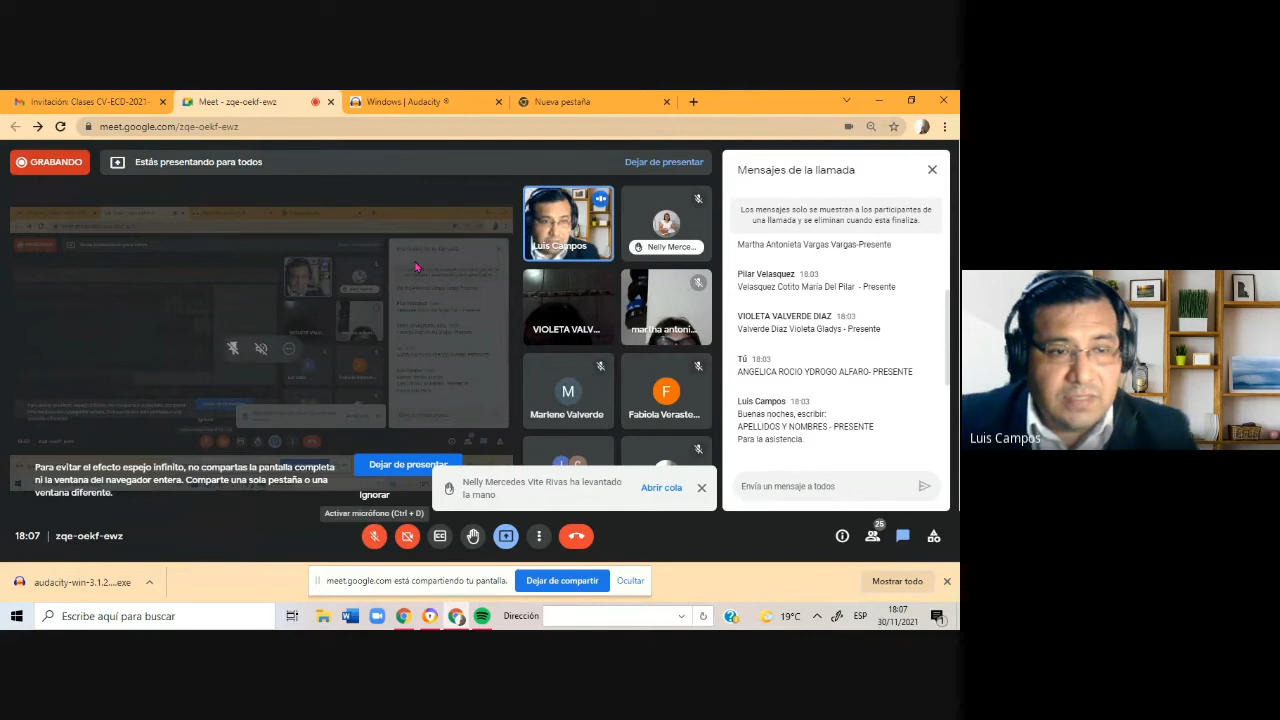 Invitación: Clases CV-ECD-2021-
Meet - zqe-oekf-ewz
Windows | Audacity ®
Nueva pestaña
meet.google.com/zqe-oekf-ewz
GRABANDO
Estás presentando para todos
Dejar de presentar
Mensajes de la llamada
Los mensajes solo se muestran a los participantes de
una llamada y se eliminan cuando esta finaliza.
Martha Antonieta Vargas Vargas-Presente
Pilar Velasquez 18:03
Velasquez Cotito María Del Pilar - Presente
VIOLETA VALVERDE DIAZ 18:03
Valverde Diaz Violeta Gladys - Presente
Tú 18:03
ANGELICA ROCIO YDROGO ALFARO- PRESENTE
Luis Campos 18:03
Buenas noches, escribir:
APELLIDOS Y NOMBRES - PRESENTE
Para la asistencia.
Envía un mensaje a todos
Luis Campos
Nelly Merce...
VIOLETA VALV...
martha antoni...
M
Marlene Valverde
F
Fabiola Veraste...
Para evitar el efecto espejo infinito, no compartas la pantalla completa
ni la ventana del navegador entera. Comparte una sola pestaña o una
ventana diferente.
Dejar de presentar
Ignorar
Nelly Mercedes Vite Rivas ha levantado
la mano
Abrir cola
Activar micrófono (Ctrl + D)
18:07 | zqe-oekf-ewz
25
audacity-win-3.1.2....exe
meet.google.com está compartiendo tu pantalla.
Dejar de compartir
Ocultar
Mostrar todo
Escribe aquí para buscar
Dirección
19°C
ESP
18:07
30/11/2021
Luis Campos